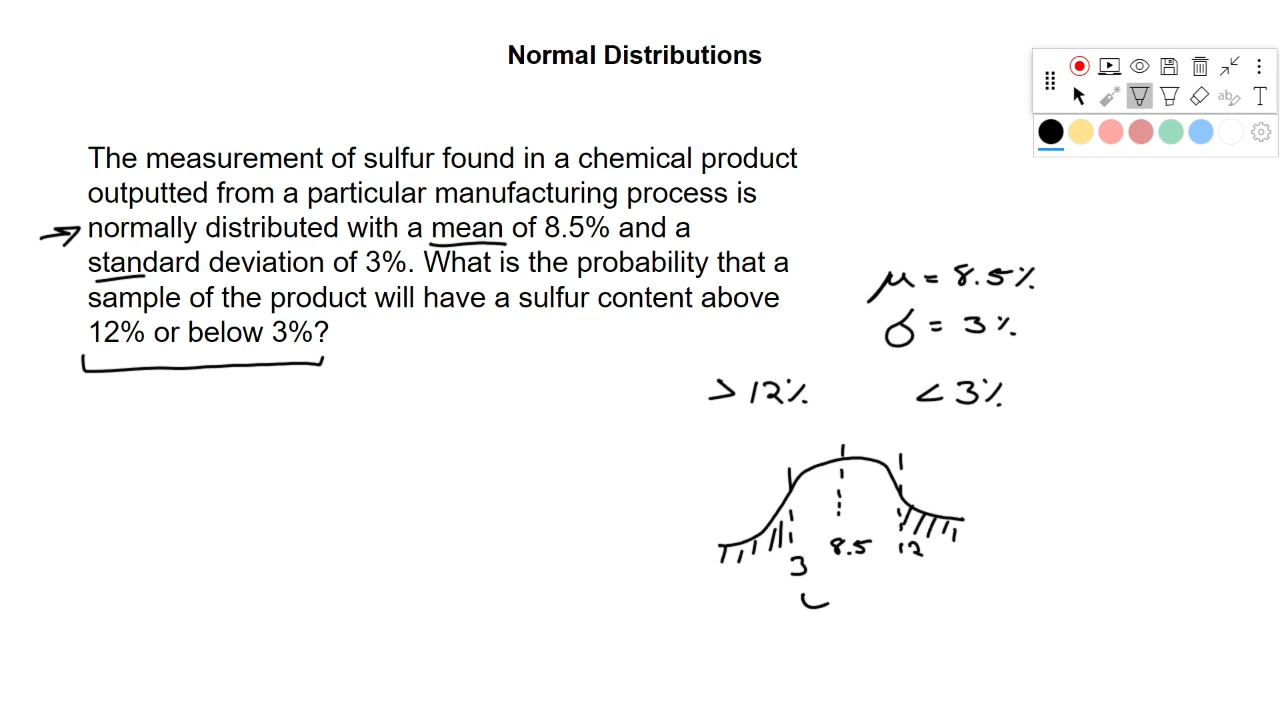 Normal Distributions
The measurement of sulfur found in a chemical product
outputted from a particular manufacturing process is
normally distributed with a mean of 8.5% and a
standard deviation of 3%. What is the probability that a
sample of the product will have a sulfur content above
12% or below 3%?
μ = 8.5%
σ = 3%
> 12% < 3%
3 8.5 12
ab
T